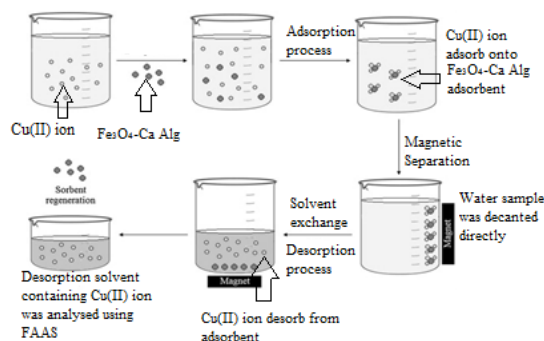 Cu(II) ion
Fe₃O₄-Ca Alg
Adsorption
process
Cu(II) ion
adsorb onto
Fe₃O₄-Ca Alg
adsorbent
Magnetic
Separation
Water sample
was decanted
directly
Magnet
Solvent
exchange
Desorption
process
Magnet
Cu(II) ion desorb from
adsorbent
Sorbent
regeneration
Desorption solvent
containing Cu(II) ion
was analysed using
FAAS